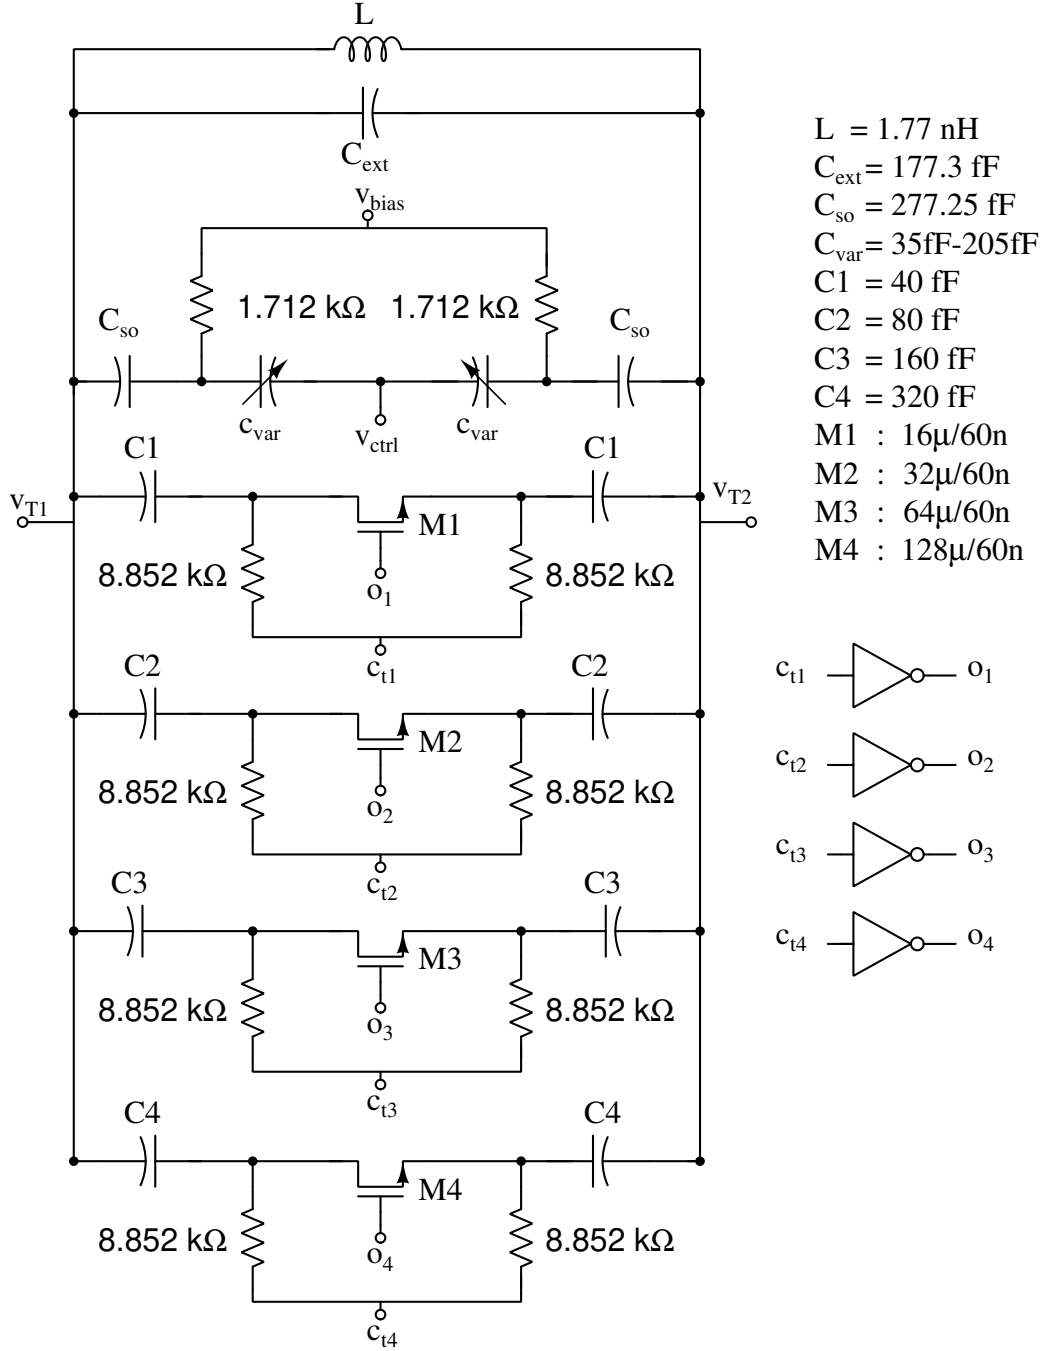 L
C_ext
v_bias
1.712 kΩ 1.712 kΩ
C_so C_so
c_var v_ctrl c_var
C1 C1
v_T1 v_T2
M1
8.852 kΩ o_1 8.852 kΩ
c_t1
C2 C2
M2
8.852 kΩ o_2 8.852 kΩ
c_t2
C3 C3
M3
8.852 kΩ o_3 8.852 kΩ
c_t3
C4 C4
M4
8.852 kΩ o_4 8.852 kΩ
c_t4
L = 1.77 nH
C_ext = 177.3 fF
C_so = 277.25 fF
C_var = 35fF-205fF
C1 = 40 fF
C2 = 80 fF
C3 = 160 fF
C4 = 320 fF
M1 : 16μ/60n
M2 : 32μ/60n
M3 : 64μ/60n
M4 : 128μ/60n
c_t1 o_1
c_t2 o_2
c_t3 o_3
c_t4 o_4